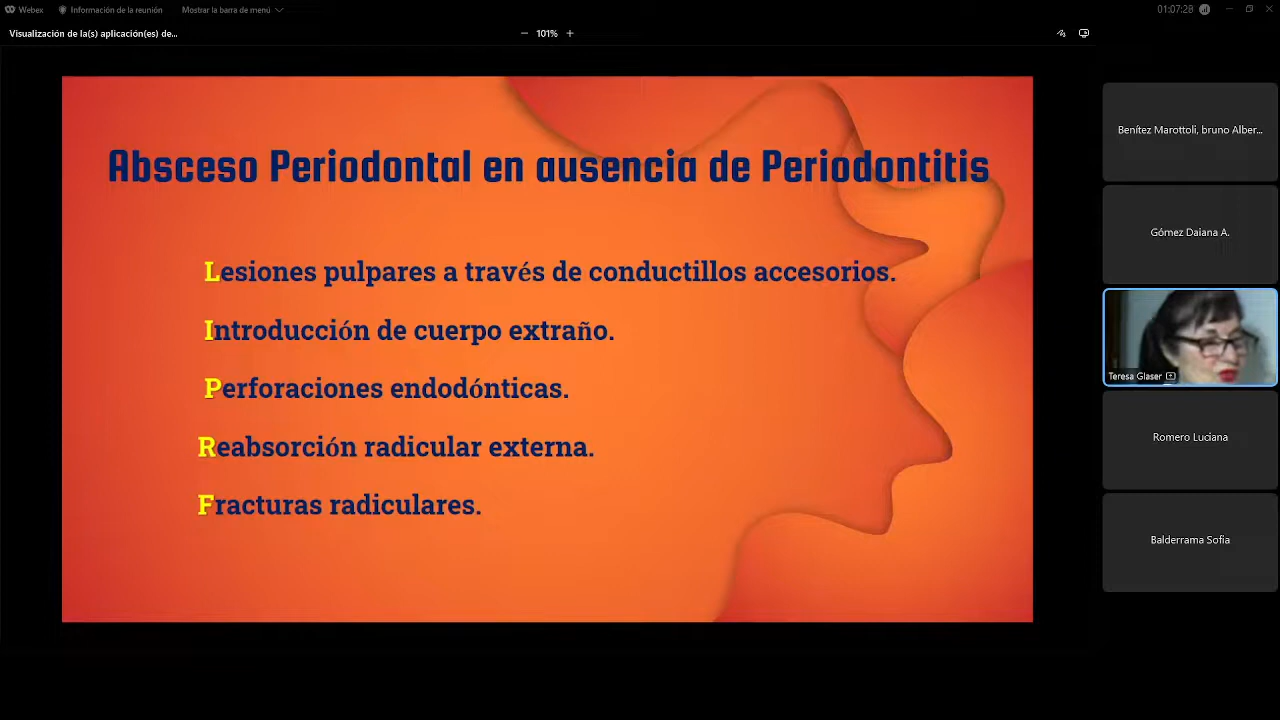 Webex
Información de la reunión
Mostrar la barra de menú
01:07:28
Visualización de la(s) aplicación(es) de...
101%
Absceso Periodontal en ausencia de Periodontitis
Lesiones pulpares a través de conductillos accesorios.
Introducción de cuerpo extraño.
Perforaciones endodónticas.
Reabsorción radicular externa.
Fracturas radiculares.
Benítez Marottoli, bruno Alber...
Gómez Daiana A.
Teresa Glaser
Romero Luciana
Balderrama Sofia